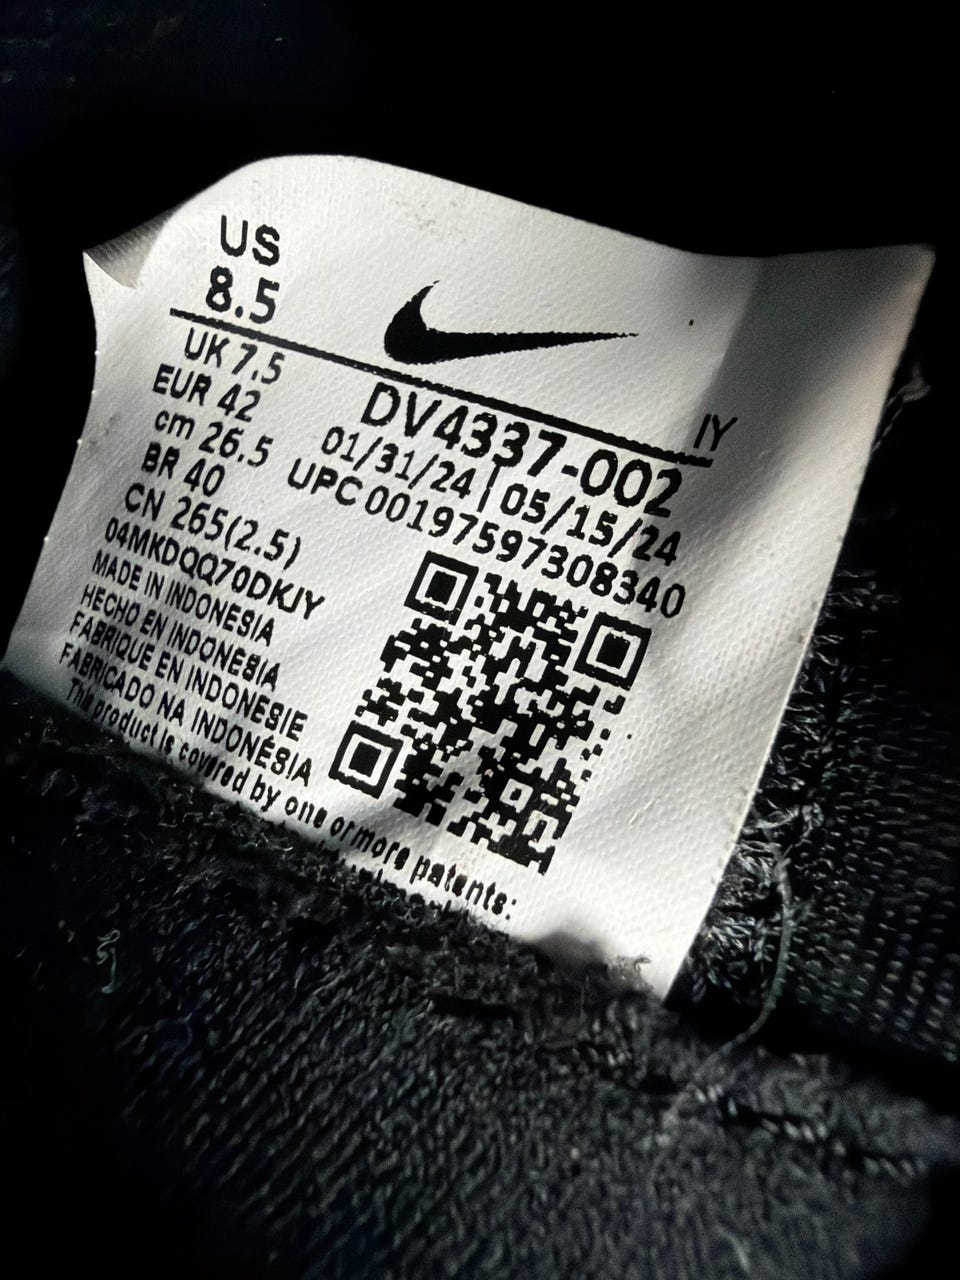 US
8.5
UK 7.5
EUR 42
cm 26.5
BR 40
CN 265(2.5)
04MKDQQ70DKJY
MADE IN INDONESIA
HECHO EN INDONESIA
FABRIQUE EN INDONESIE
FABRICADO NA INDONÉSIA
This product is covered by one or more patents:
IY
DV4337-002
01/31/24 | 05/15/24
UPC 00197597308340